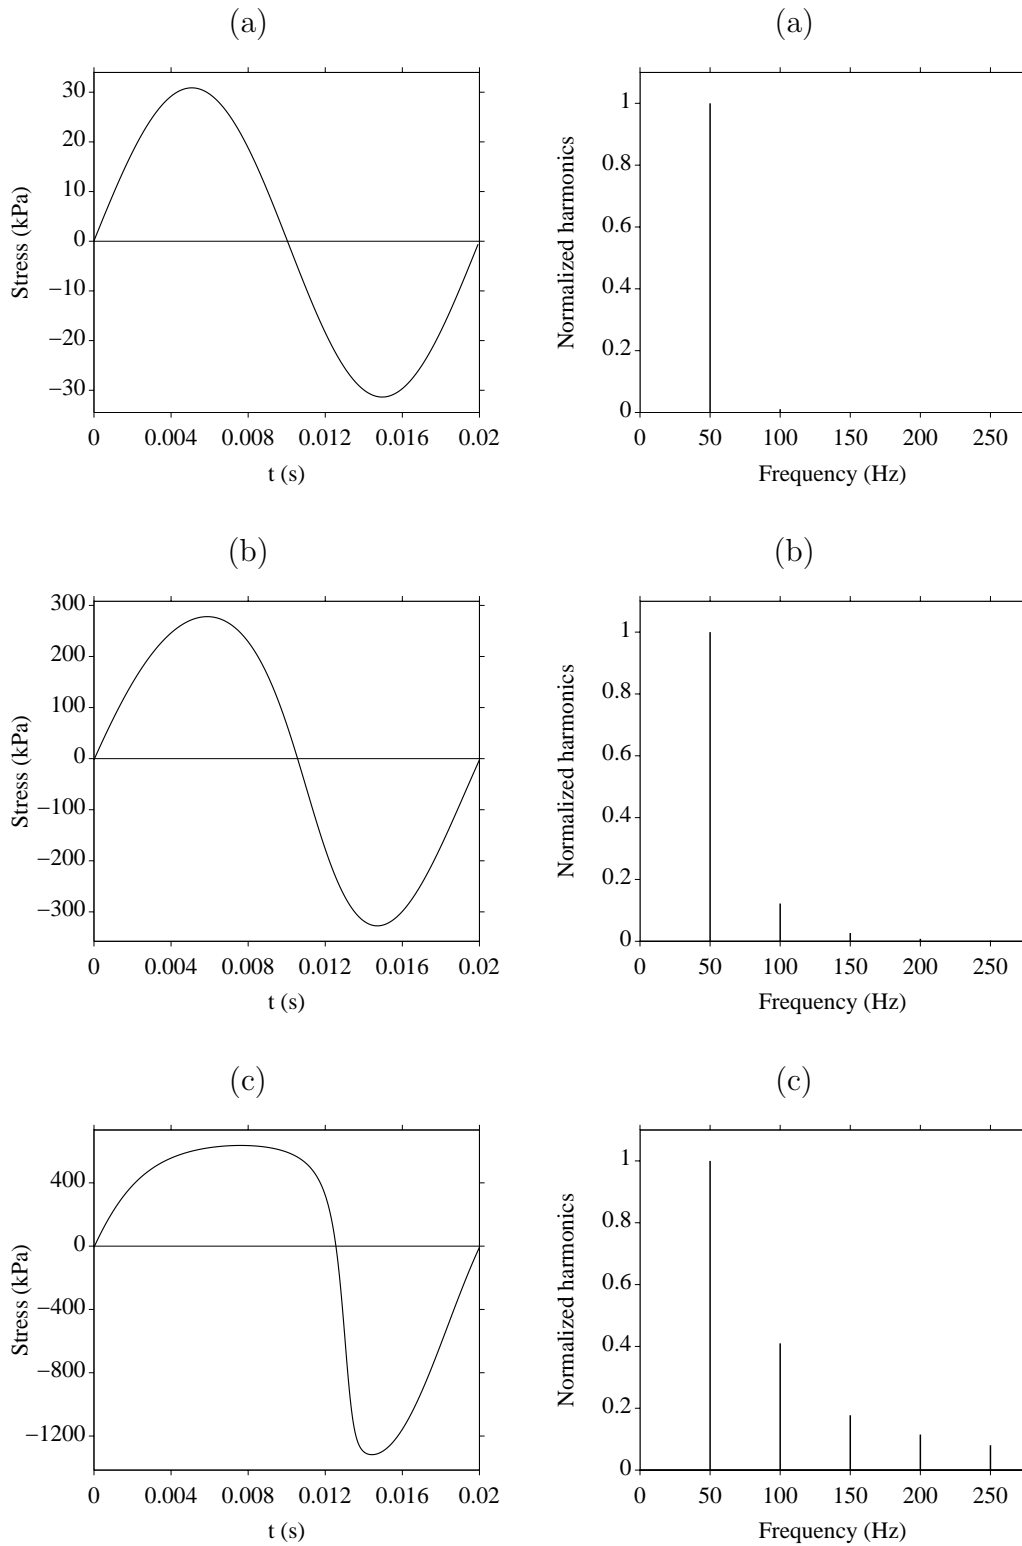 (a)
30
20
10
0
−10
−20
−30
Stress (kPa)
0 0.004 0.008 0.012 0.016 0.02
t (s)
(a)
1
0.8
0.6
0.4
0.2
0
Normalized harmonics
0 50 100 150 200 250
Frequency (Hz)
(b)
300
200
100
0
−100
−200
−300
Stress (kPa)
0 0.004 0.008 0.012 0.016 0.02
t (s)
(b)
1
0.8
0.6
0.4
0.2
0
Normalized harmonics
0 50 100 150 200 250
Frequency (Hz)
(c)
400
0
−400
−800
−1200
Stress (kPa)
0 0.004 0.008 0.012 0.016 0.02
t (s)
(c)
1
0.8
0.6
0.4
0.2
0
Normalized harmonics
0 50 100 150 200 250
Frequency (Hz)